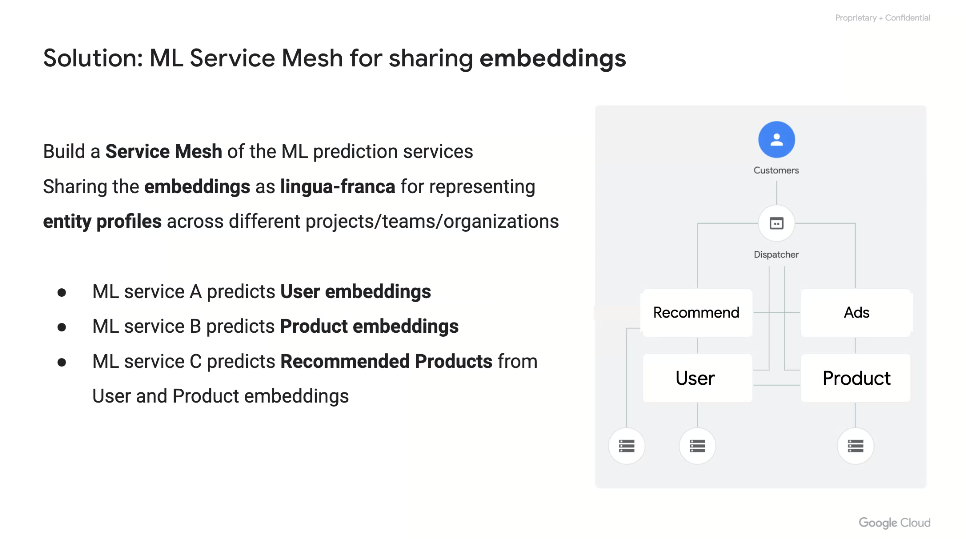 Proprietary + Confidential
Solution: ML Service Mesh for sharing embeddings
Build a Service Mesh of the ML prediction services
Sharing the embeddings as lingua-franca for representing
entity profiles across different projects/teams/organizations
● ML service A predicts User embeddings
● ML service B predicts Product embeddings
● ML service C predicts Recommended Products from
User and Product embeddings
Customers
Dispatcher
Recommend
Ads
User
Product
Google Cloud